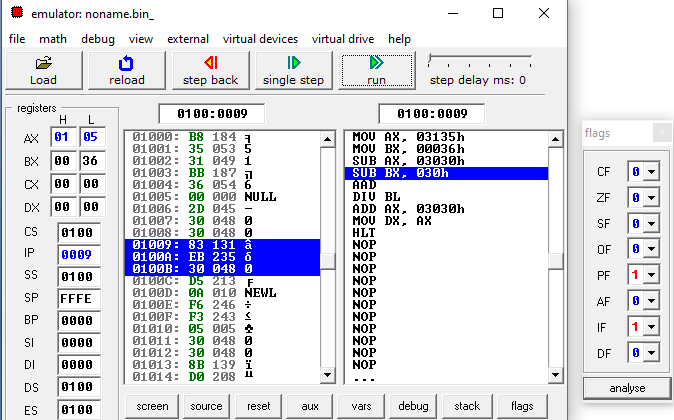 emulator: noname.bin_
file math debug view external virtual devices virtual drive help
Load reload step back single step run step delay ms: 0
registers
H L
AX 01 05
BX 00 36
CX 00 00
DX 00 00
CS 0100
IP 0009
SS 0100
SP FFFE
BP 0000
SI 0000
DI 0000
DS 0100
ES 0100
0100:0009
01000: B8 184 ╕
01001: 35 053 5
01002: 31 049 1
01003: BB 187 ╗
01004: 36 054 6
01005: 00 000 NULL
01006: 2D 045 -
01007: 30 048 0
01008: 30 048 0
01009: 83 131 â
0100A: EB 235 δ
0100B: 30 048 0
0100C: D5 213 ╒
0100D: 0A 010 NEWL
0100E: F6 246 ÷
0100F: F3 243 ≤
01010: 05 005 ♣
01011: 30 048 0
01012: 30 048 0
01013: 8B 139 ï
01014: D0 208 ╨
0100:0009
MOV AX, 03135h
MOV BX, 00036h
SUB AX, 03030h
SUB BX, 030h
AAD
DIV BL
ADD AX, 03030h
MOV DX, AX
HLT
NOP
NOP
NOP
NOP
NOP
NOP
NOP
NOP
NOP
NOP
NOP
...
screen source reset aux vars debug stack flags
flags
CF 0
ZF 0
SF 0
OF 0
PF 1
AF 0
IF 1
DF 0
analyse